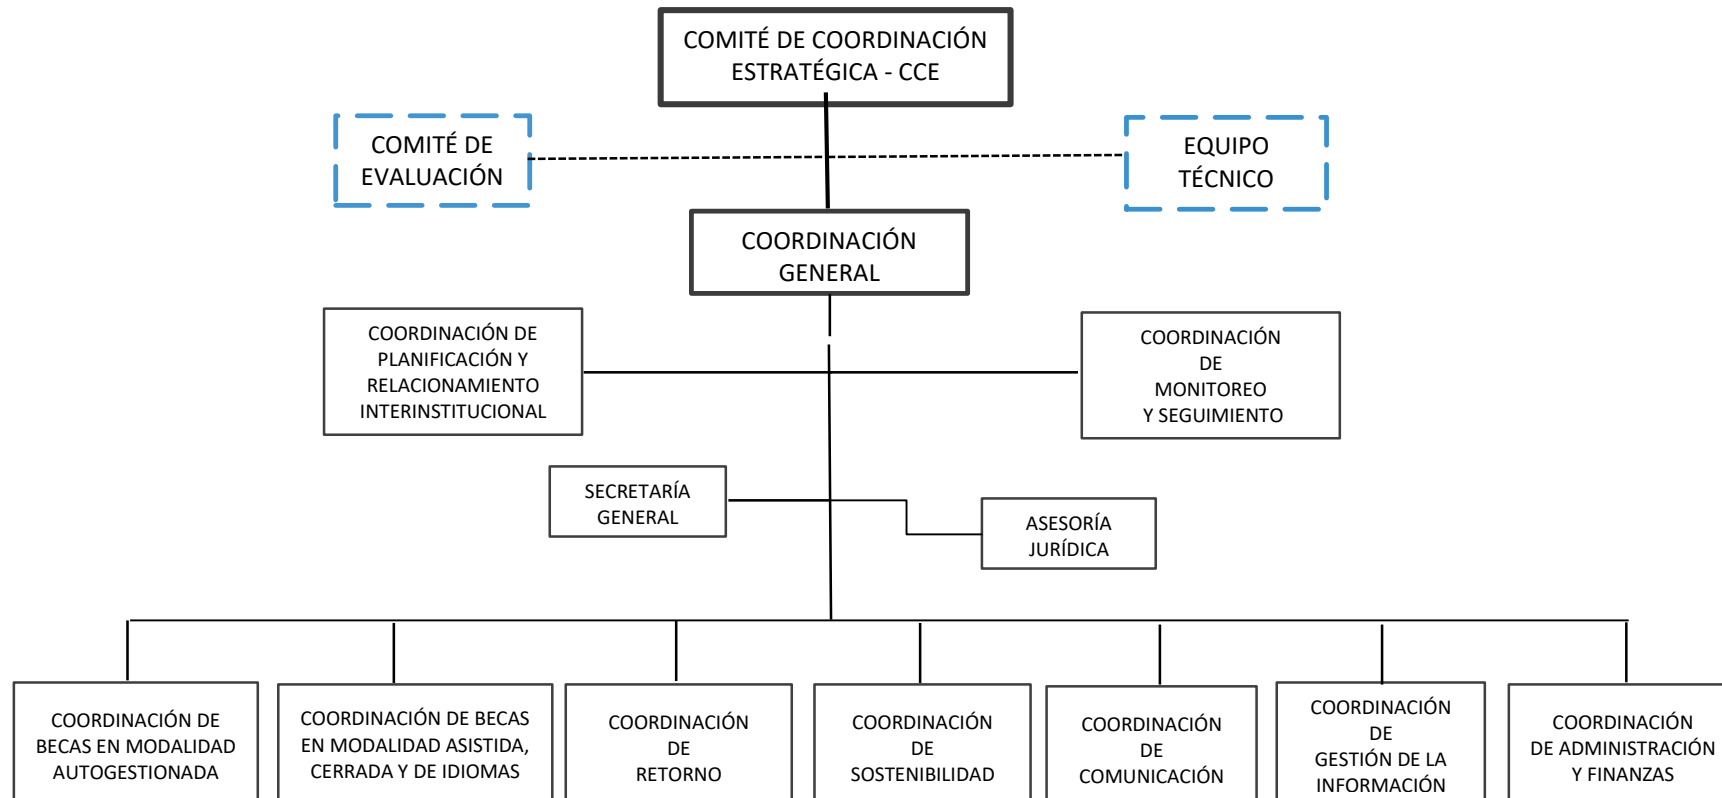 COMITÉ DE COORDINACIÓN
ESTRATÉGICA - CCE
COMITÉ DE
EVALUACIÓN
EQUIPO
TÉCNICO
COORDINACIÓN
GENERAL
COORDINACIÓN DE
PLANIFICACIÓN Y
RELACIONAMIENTO
INTERINSTITUCIONAL
COORDINACIÓN
DE
MONITOREO
Y SEGUIMIENTO
SECRETARÍA
GENERAL
ASESORÍA
JURÍDICA
COORDINACIÓN DE
BECAS EN MODALIDAD
AUTOGESTIONADA
COORDINACIÓN DE BECAS
EN MODALIDAD ASISTIDA,
CERRADA Y DE IDIOMAS
COORDINACIÓN
DE
RETORNO
COORDINACIÓN
DE
SOSTENIBILIDAD
COORDINACIÓN
DE
COMUNICACIÓN
COORDINACIÓN
DE
GESTIÓN DE LA
INFORMACIÓN
COORDINACIÓN
DE ADMINISTRACIÓN
Y FINANZAS